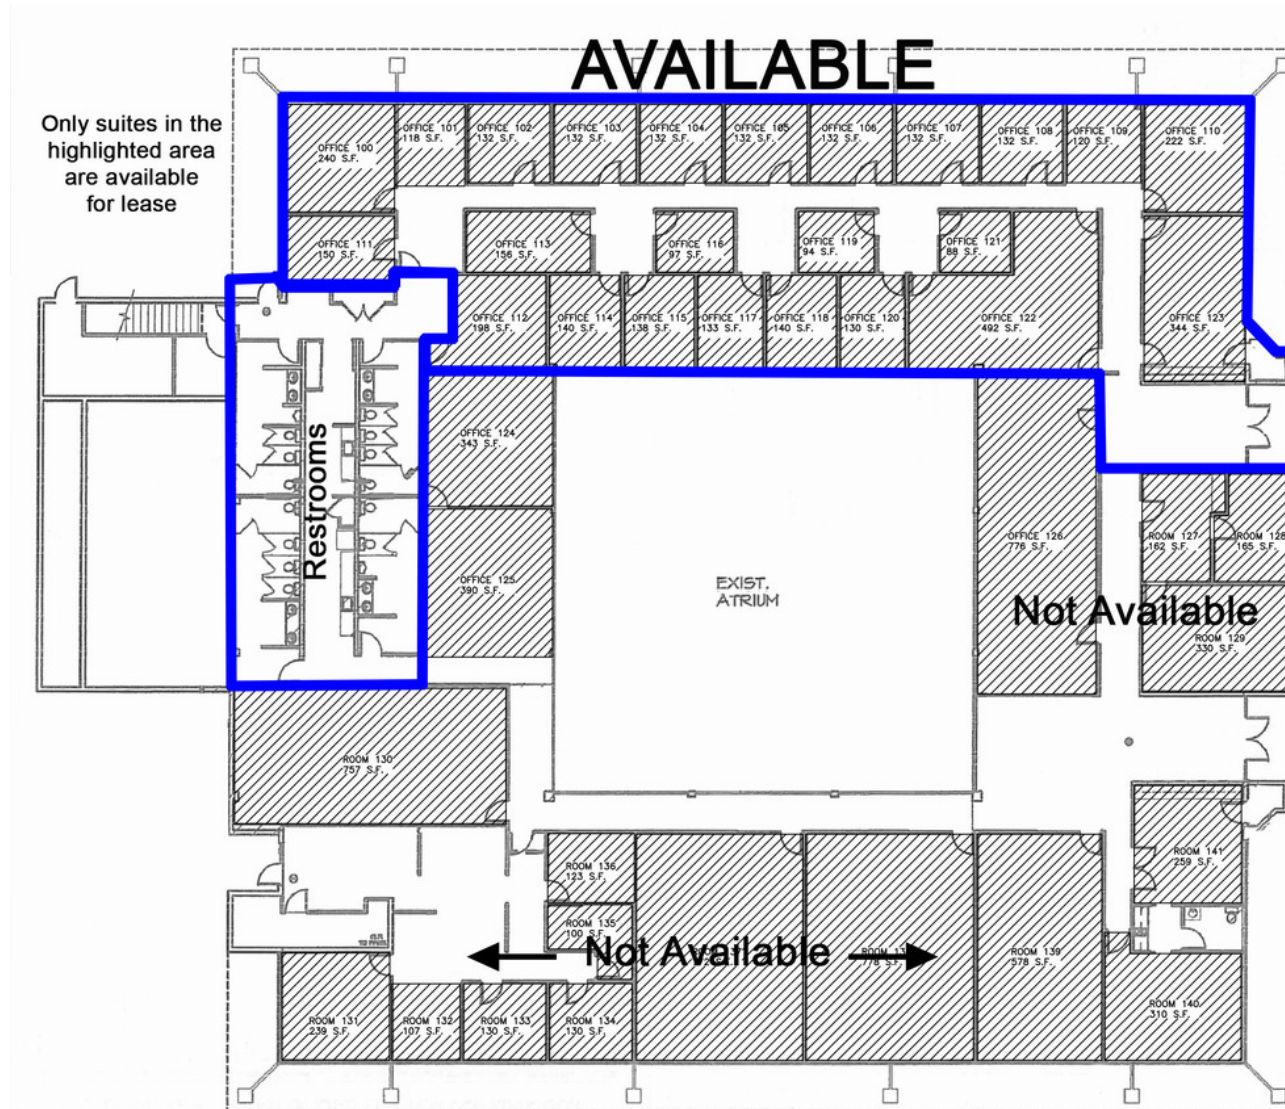 AVAILABLE
Only suites in the
highlighted area
are available
for lease
OFFICE 100
240 S.F.
OFFICE 101
118 S.F.
OFFICE 102
132 S.F.
OFFICE 103
132 S.F.
OFFICE 104
132 S.F.
OFFICE 105
132 S.F.
OFFICE 106
132 S.F.
OFFICE 107
132 S.F.
OFFICE 108
132 S.F.
OFFICE 109
120 S.F.
OFFICE 110
222 S.F.
OFFICE 111
150 S.F.
OFFICE 113
156 S.F.
OFFICE 116
97 S.F.
OFFICE 119
94 S.F.
OFFICE 121
88 S.F.
OFFICE 112
198 S.F.
OFFICE 114
140 S.F.
OFFICE 115
138 S.F.
OFFICE 117
133 S.F.
OFFICE 118
140 S.F.
OFFICE 120
130 S.F.
OFFICE 122
492 S.F.
OFFICE 123
344 S.F.
Restrooms
OFFICE 124
343 S.F.
OFFICE 125
390 S.F.
EXIST.
ATRIUM
OFFICE 126
776 S.F.
ROOM 127
162 S.F.
ROOM 128
165 S.F.
Not Available
ROOM 129
330 S.F.
ROOM 130
757 S.F.
ROOM 136
123 S.F.
ROOM 135
100 S.F.
Not Available
778 S.F.
ROOM 139
578 S.F.
ROOM 141
259 S.F.
ROOM 140
310 S.F.
ROOM 131
239 S.F.
ROOM 132
107 S.F.
ROOM 133
130 S.F.
ROOM 134
130 S.F.